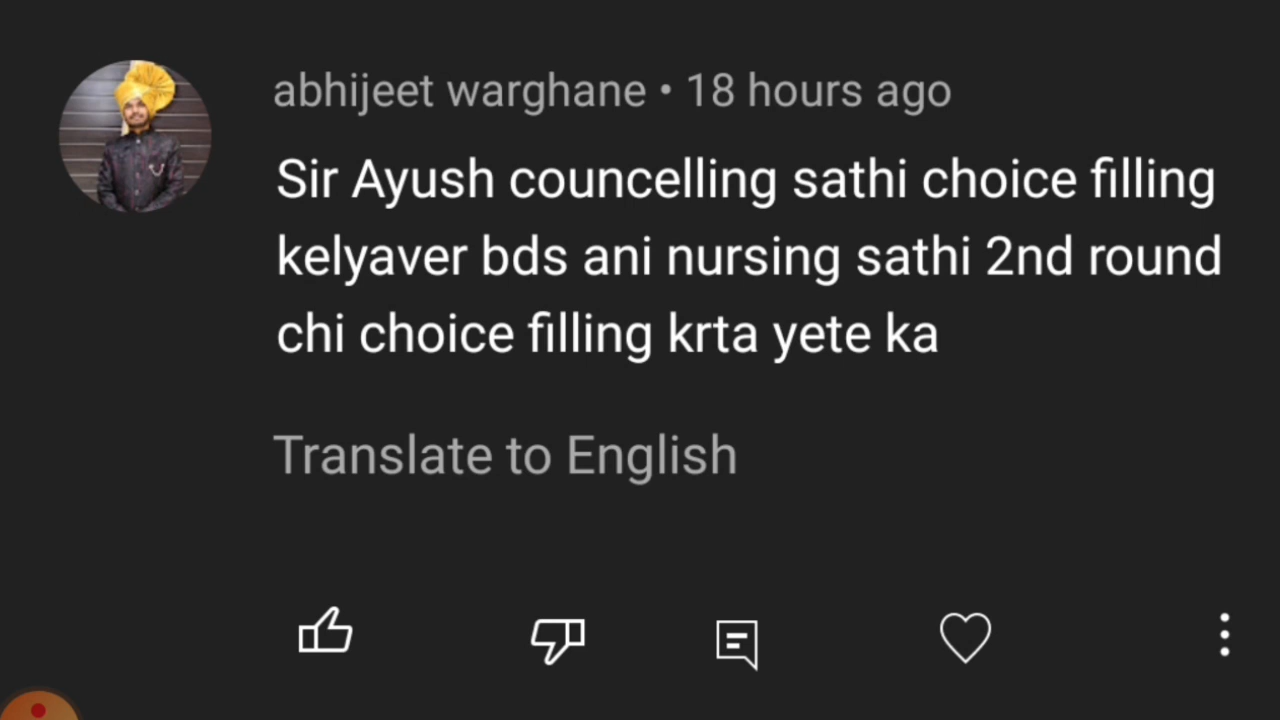 abhijeet warghane • 18 hours ago
Sir Ayush councelling sathi choice filling
kelyaver bds ani nursing sathi 2nd round
chi choice filling krta yete ka
Translate to English